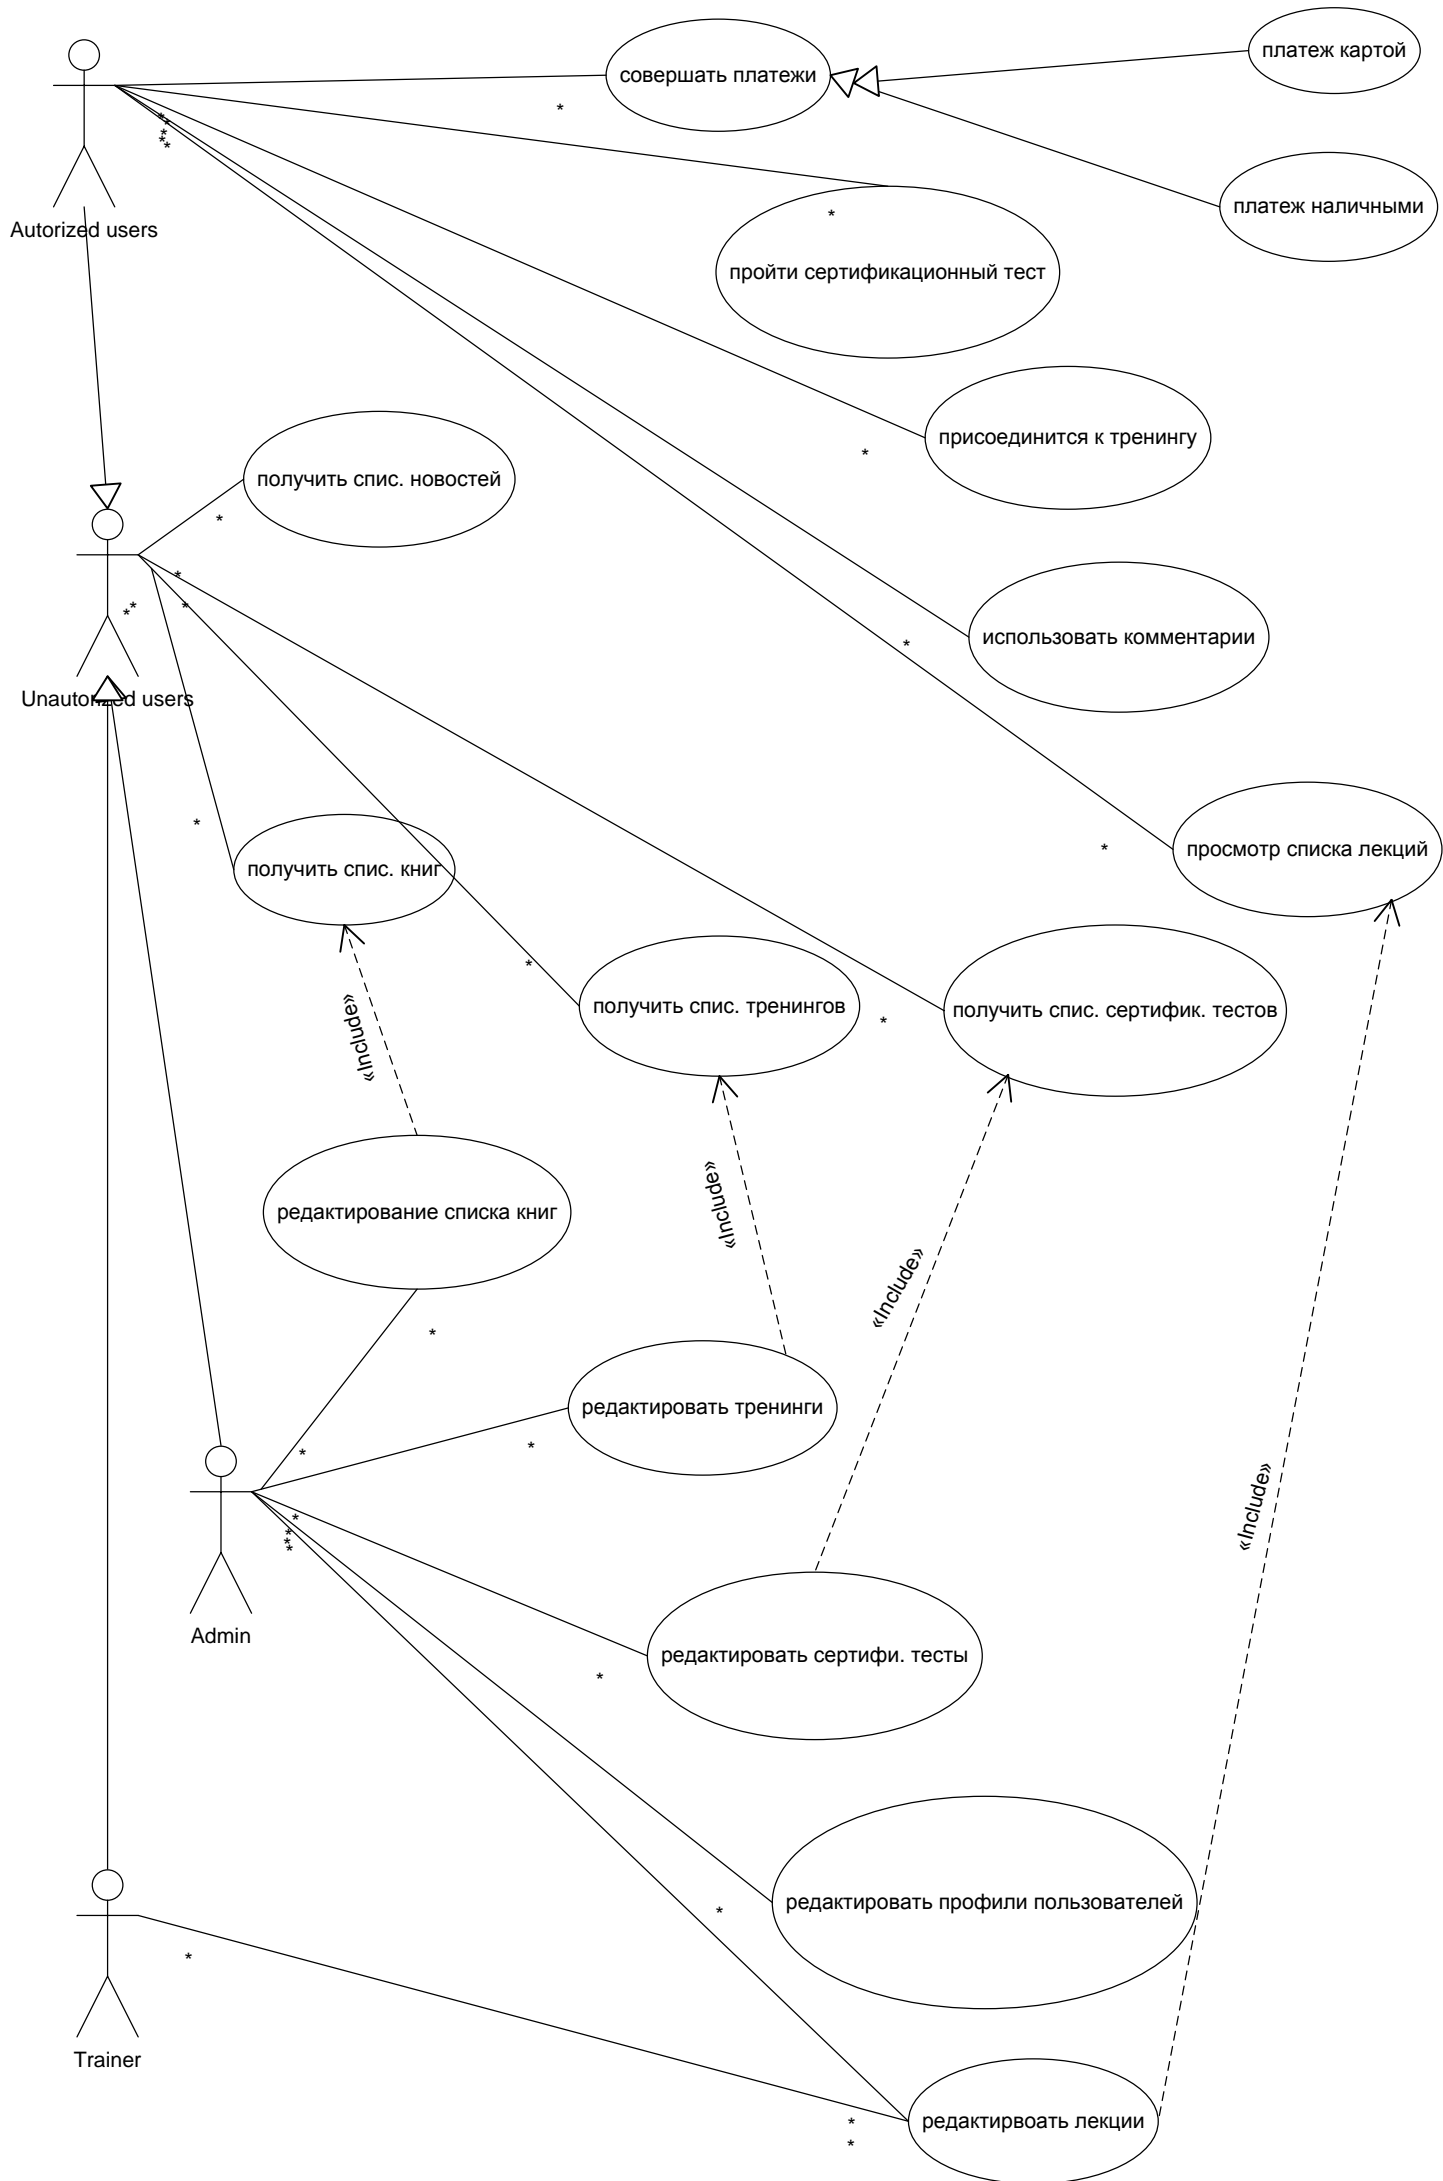 платеж картой
совершать платежи
*
*
*
*
*
*
платеж наличными
*
Autorized users
пройти сертификационный тест
присоединится к тренингу
*
получить спис. новостей
*
*
*
*
*
использовать комментарии
*
Unautorized users
*
*
просмотр списка лекций
получить спис. книг
*
получить спис. тренингов
получить спис. сертифик. тестов
*
«Include»
«Include»
редактирование списка книг
«Include»
*
редактировать тренинги
*
*
«Include»
*
*
*
*
Admin
редактировать сертифи. тесты
*
редактировать профили пользователей
*
*
Trainer
редактирвоать лекции
*
*